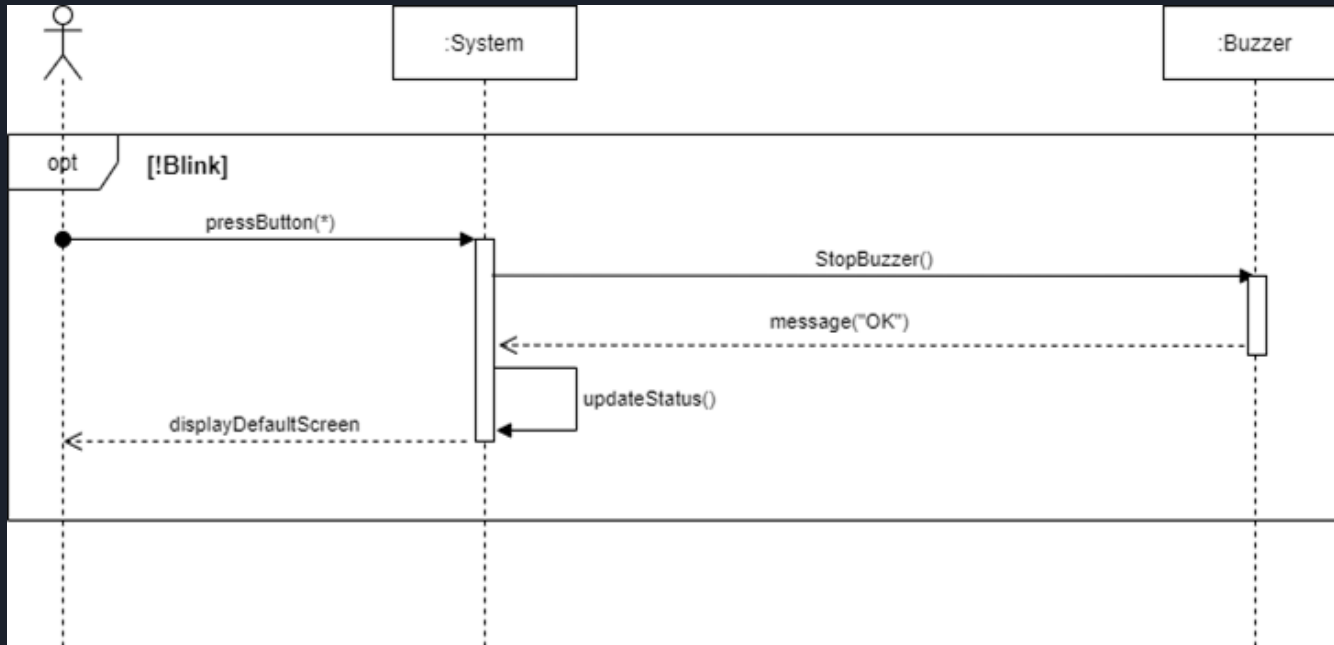 :System
:Buzzer
opt
[!Blink]
pressButton(*)
StopBuzzer()
message("OK")
updateStatus()
displayDefaultScreen